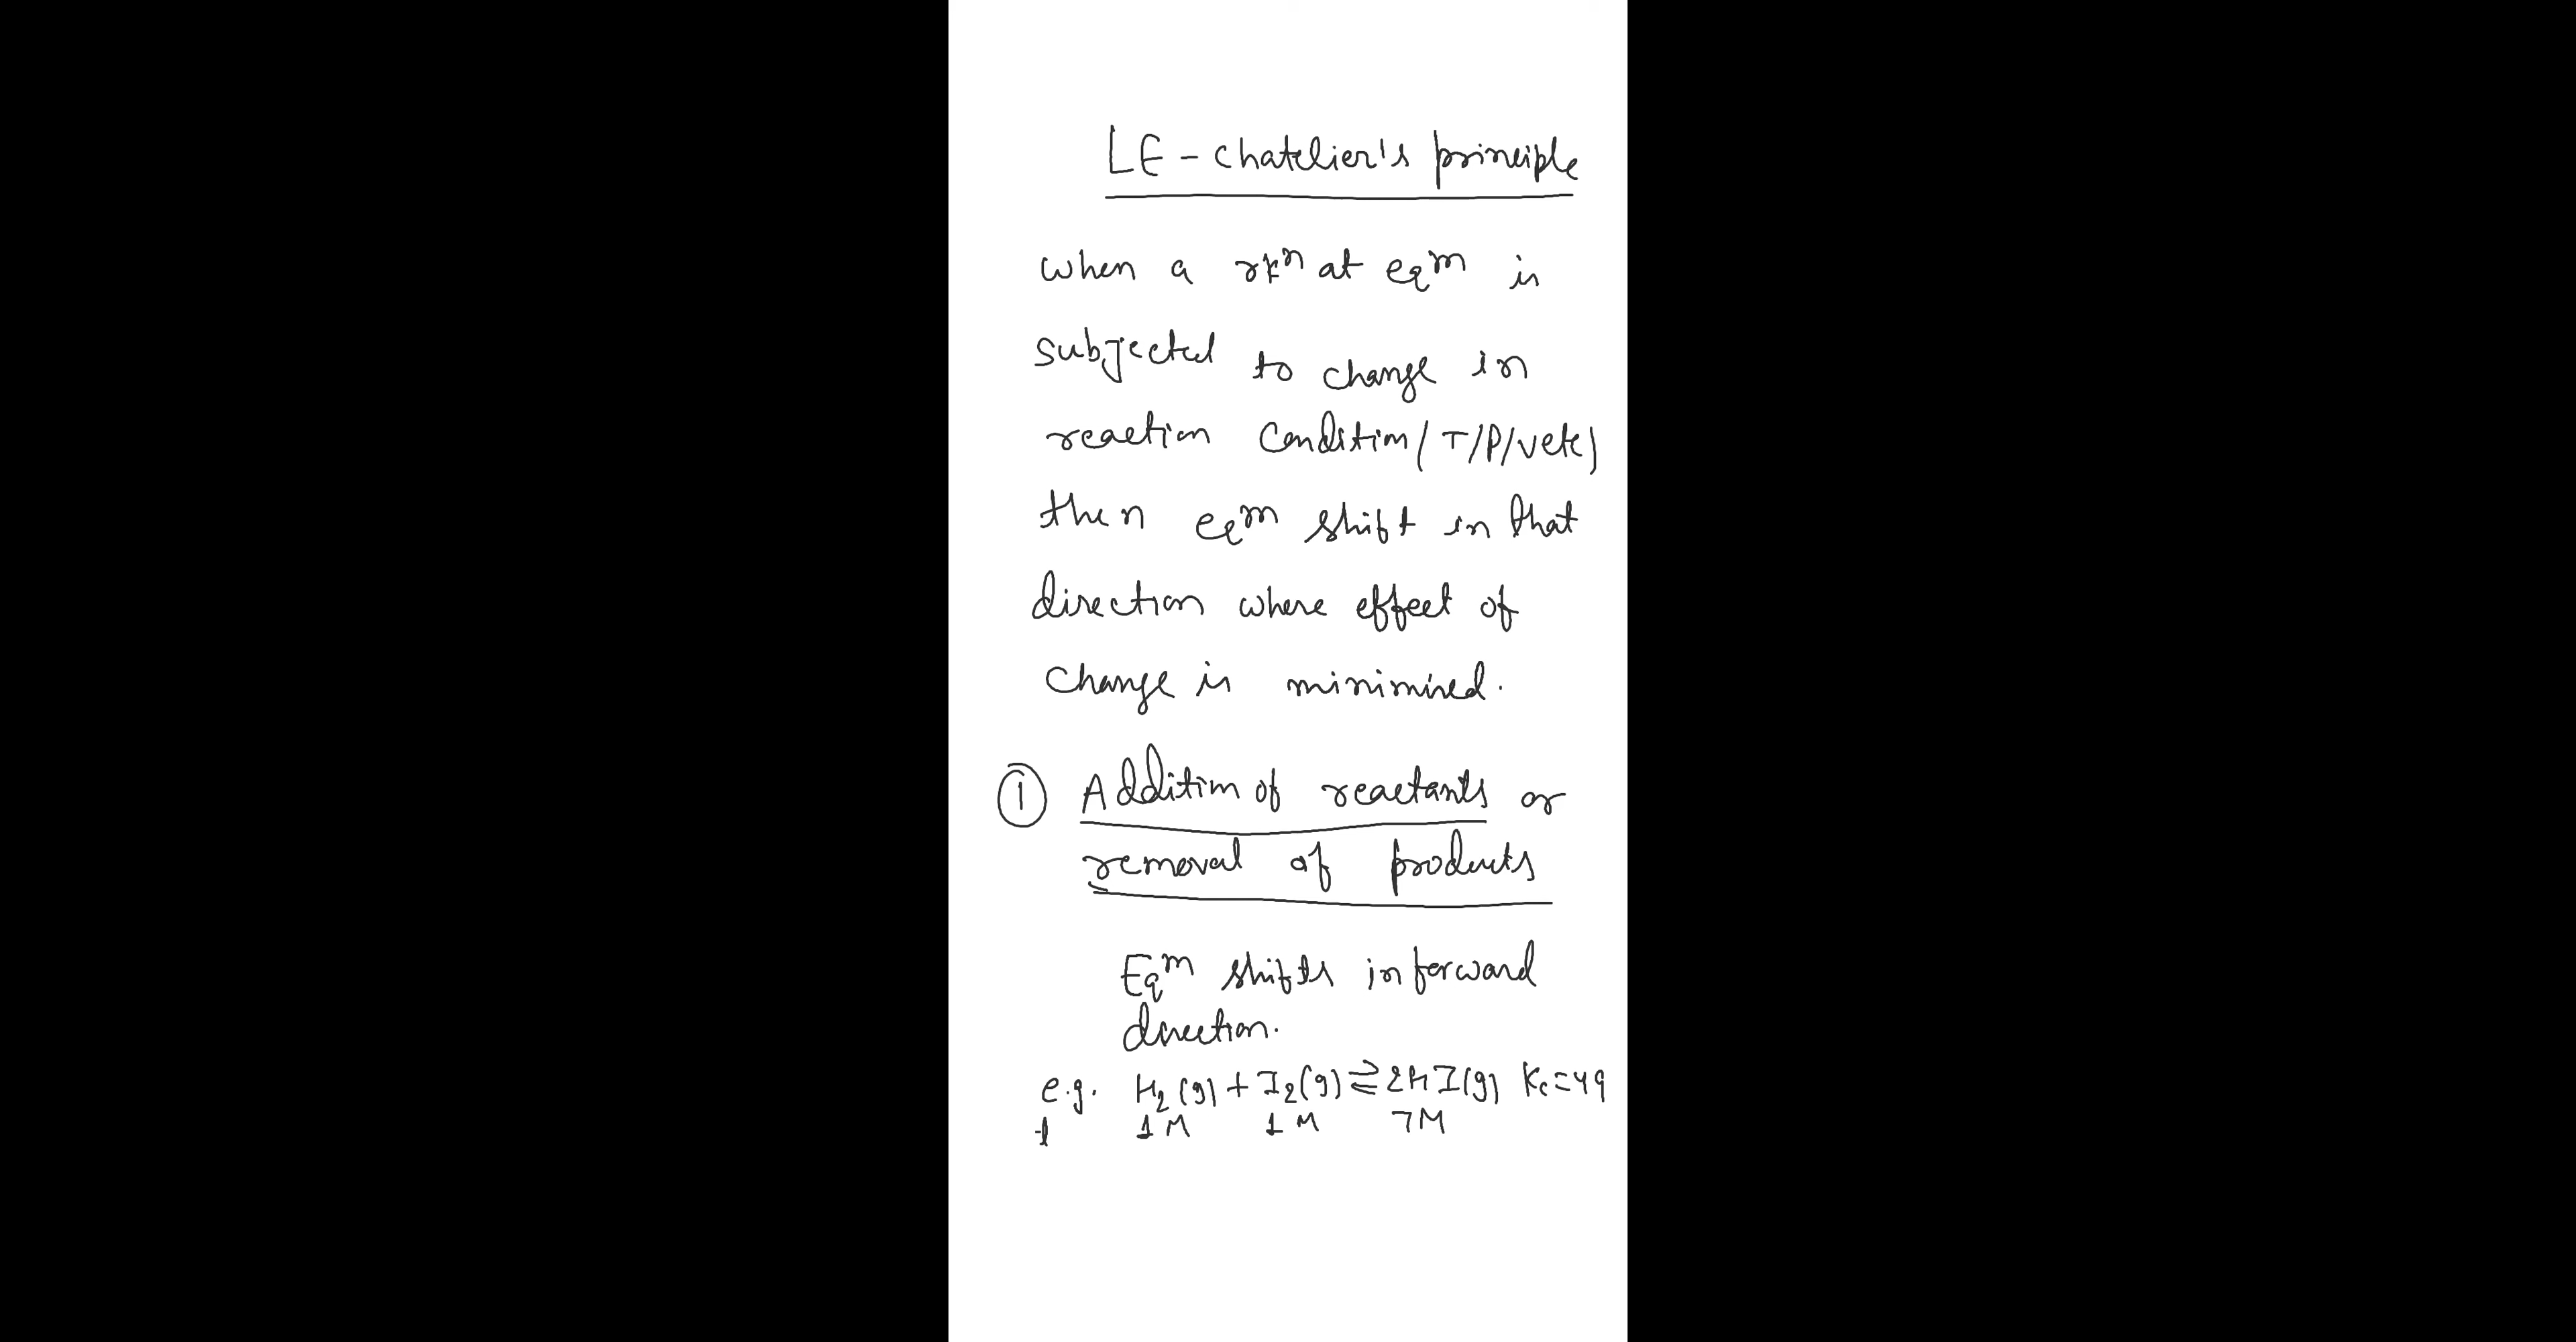 LE - chatelier's principle
when a rxⁿ at eqᵐ is
subjected to change in
reaction condition (T/P/V etc)
then eqᵐ shift in that
direction where effect of
change is minimised.
① Addition of reactants or
removal of products
Eqᵐ shifts in forward
direction.
e.g. H₂(g) + I₂(g) ⇌ 2HI(g) Kc=49
1M 1M 7M